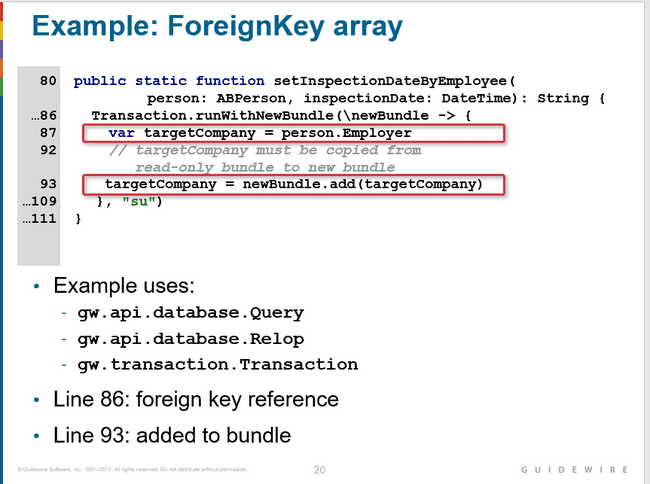 Example: ForeignKey array
80 public static function setInspectionDateByEmployee(
person: ABPerson, inspectionDate: DateTime): String {
…86 Transaction.runWithNewBundle(\newBundle -> {
87 var targetCompany = person.Employer
92 // targetCompany must be copied from
read-only bundle to new bundle
93 targetCompany = newBundle.add(targetCompany)
…109 }, "su")
…111 }
• Example uses:
- gw.api.database.Query
- gw.api.database.Relop
- gw.transaction.Transaction
• Line 86: foreign key reference
• Line 93: added to bundle
© Guidewire Software, Inc. 2001-2013. All rights reserved. Do not distribute without permission.
20
GUIDEWIRE